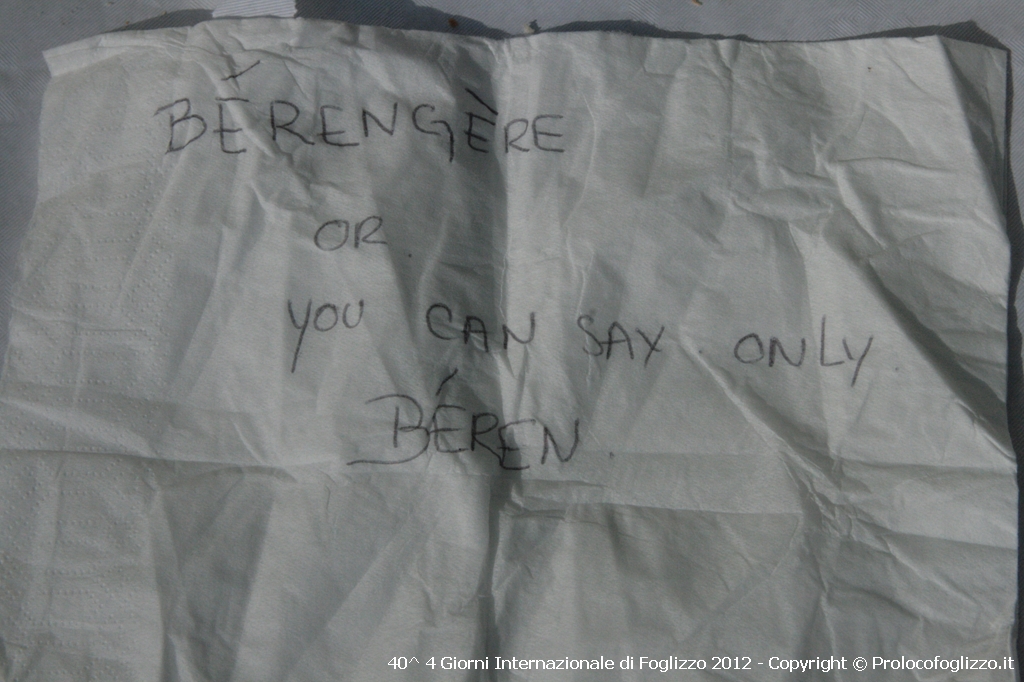 BÉRENGÈRE
OR
YOU CAN SAY ONLY
BÉREN.
40^ 4 Giorni Internazionale di Foglizzo 2012 - Copyright © Prolocofoglizzo.it